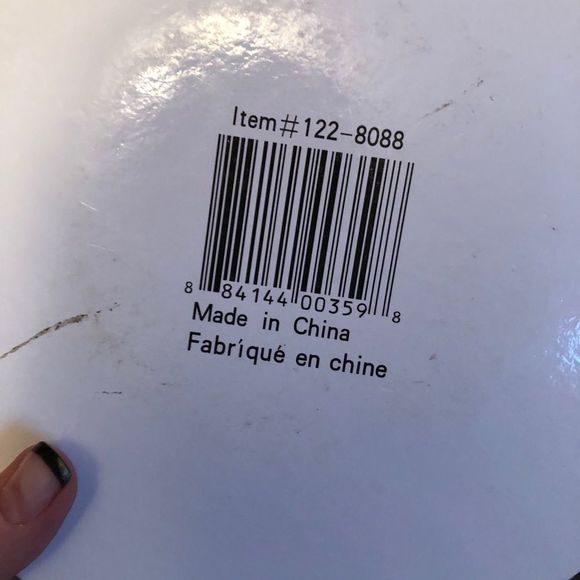 Item#122-8088
8 84144 00359 8
Made in China
Fabríqué en chine